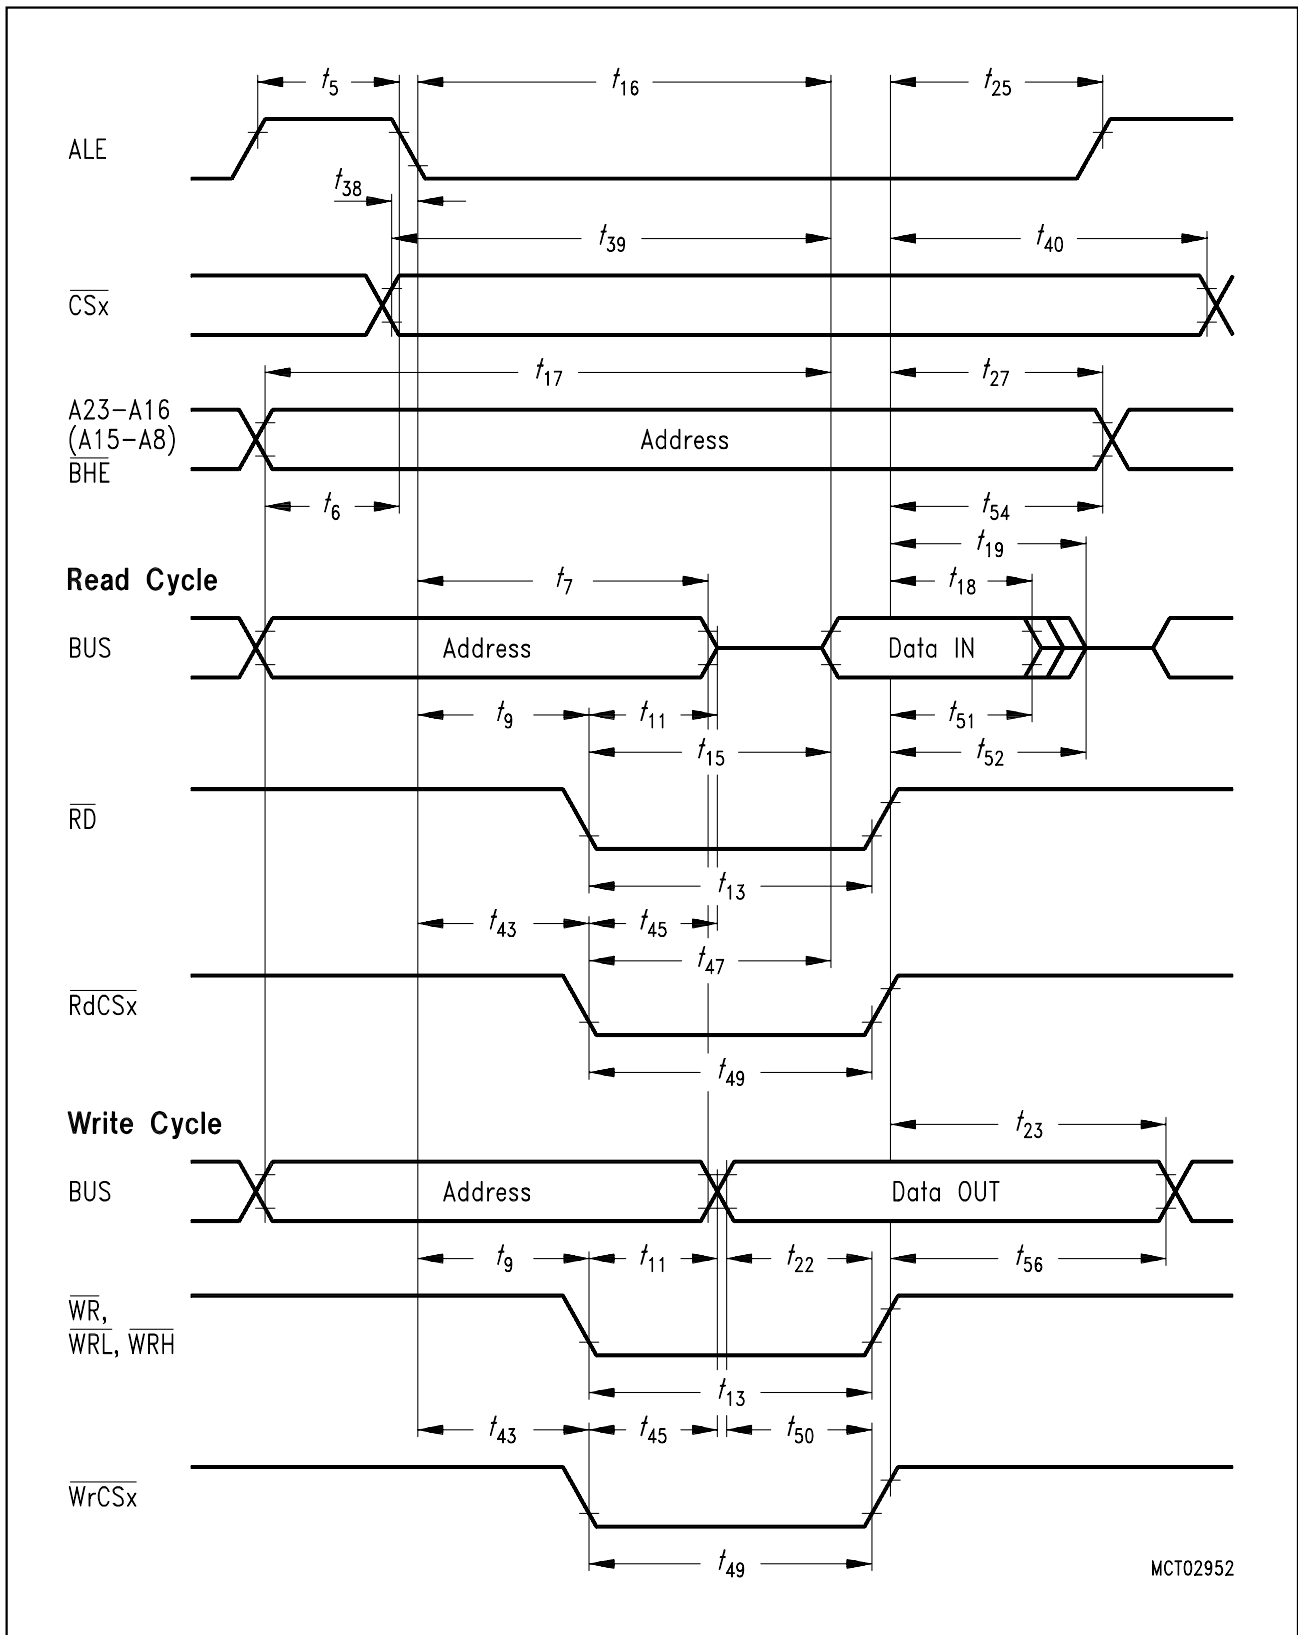 t5 t16 t25
ALE
t38
t39 t40
CSx
t17 t27
A23-A16
(A15-A8)
BHE
Address
t6 t54
t19
Read Cycle
t7 t18
BUS Address Data IN
t9 t11 t51
t15 t52
RD
t13
t43 t45
t47
RdCSx
t49
Write Cycle
t23
BUS Address Data OUT
t9 t11 t22 t56
WR,
WRL, WRH
t13
t43 t45 t50
WrCSx
t49
MCT02952